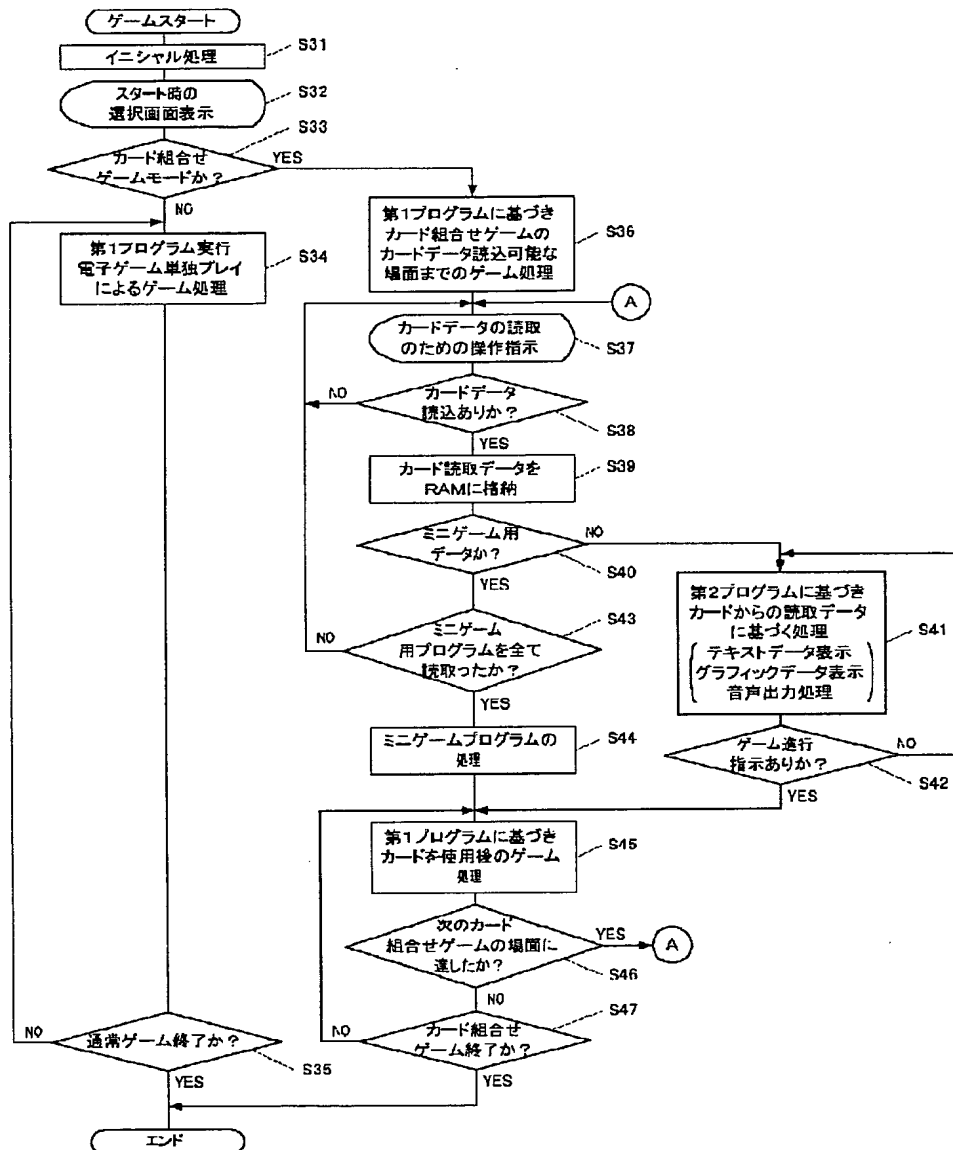 ゲームスタート
イニシャル処理
S31
スタート時の
選択画面表示
S32
カード組合せ
ゲームモードか？
S33
YES
NO
第1プログラム実行
電子ゲーム単独プレイ
によるゲーム処理
S34
第1プログラムに基づき
カード組合せゲームの
カードデータ読込可能な
場面までのゲーム処理
S36
A
カードデータの読取
のための操作指示
S37
カードデータ
読込ありか？
S38
NO
YES
カード読取データを
RAMに格納
S39
ミニゲーム用
データか？
S40
NO
YES
第2プログラムに基づき
カードからの読取データ
に基づく処理
テキストデータ表示
グラフィックデータ表示
音声出力処理
S41
ミニゲーム
用プログラムを全て
読取ったか？
S43
NO
YES
ミニゲームプログラムの
処理
S44
ゲーム進行
指示ありか？
S42
NO
YES
第1プログラムに基づき
カードを使用後のゲーム
処理
S45
次のカード
組合せゲームの場面に
達したか？
S46
YES
A
NO
カード組合せ
ゲーム終了か？
S47
NO
YES
通常ゲーム終了か？
S35
NO
YES
エンド